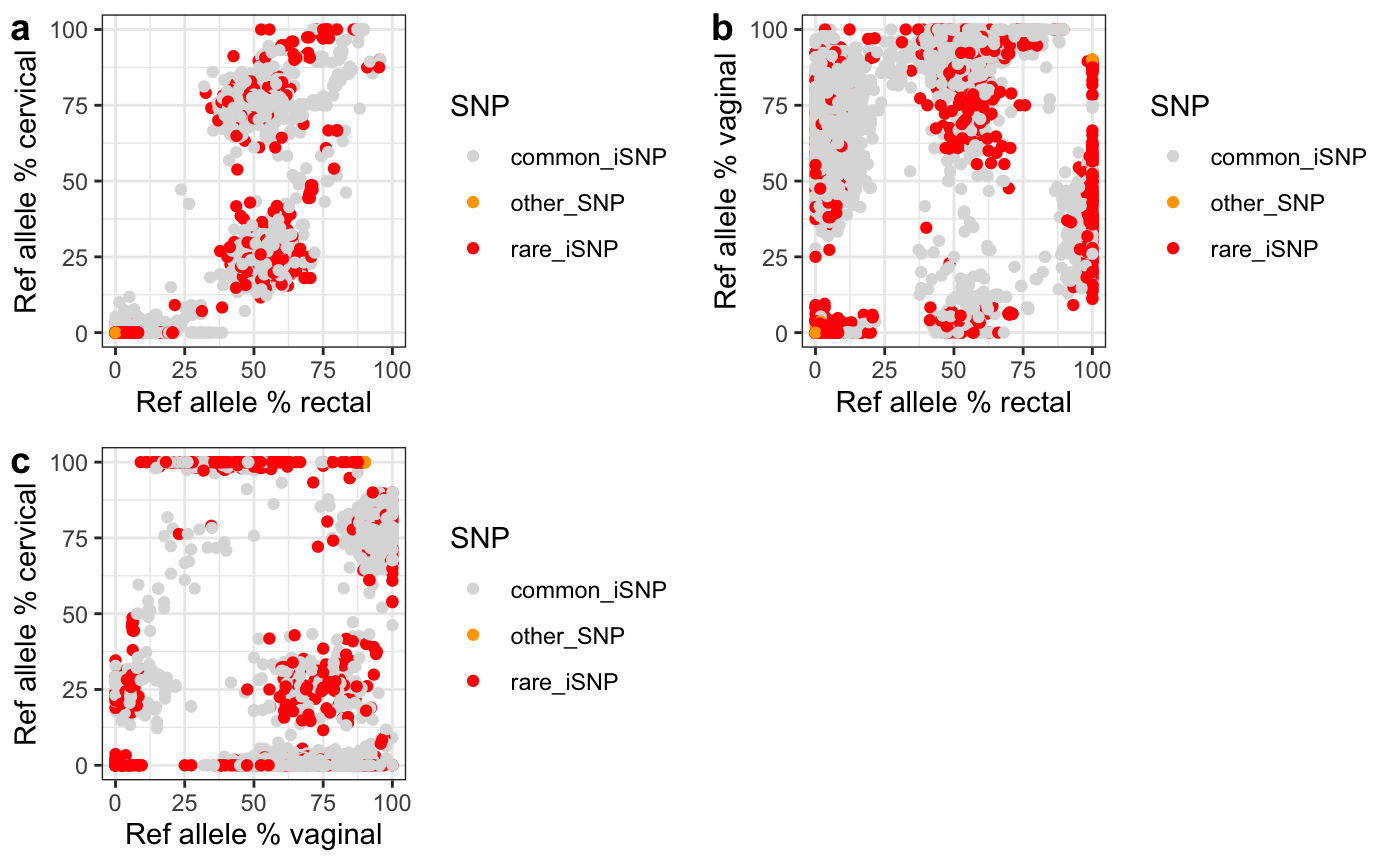 a
Ref allele % cervical
100
75
50
25
0
0 25 50 75 100
Ref allele % rectal
SNP
common_iSNP
other_SNP
rare_iSNP
b
Ref allele % vaginal
100
75
50
25
0
0 25 50 75 100
Ref allele % rectal
SNP
common_iSNP
other_SNP
rare_iSNP
c
Ref allele % cervical
100
75
50
25
0
0 25 50 75 100
Ref allele % vaginal
SNP
common_iSNP
other_SNP
rare_iSNP